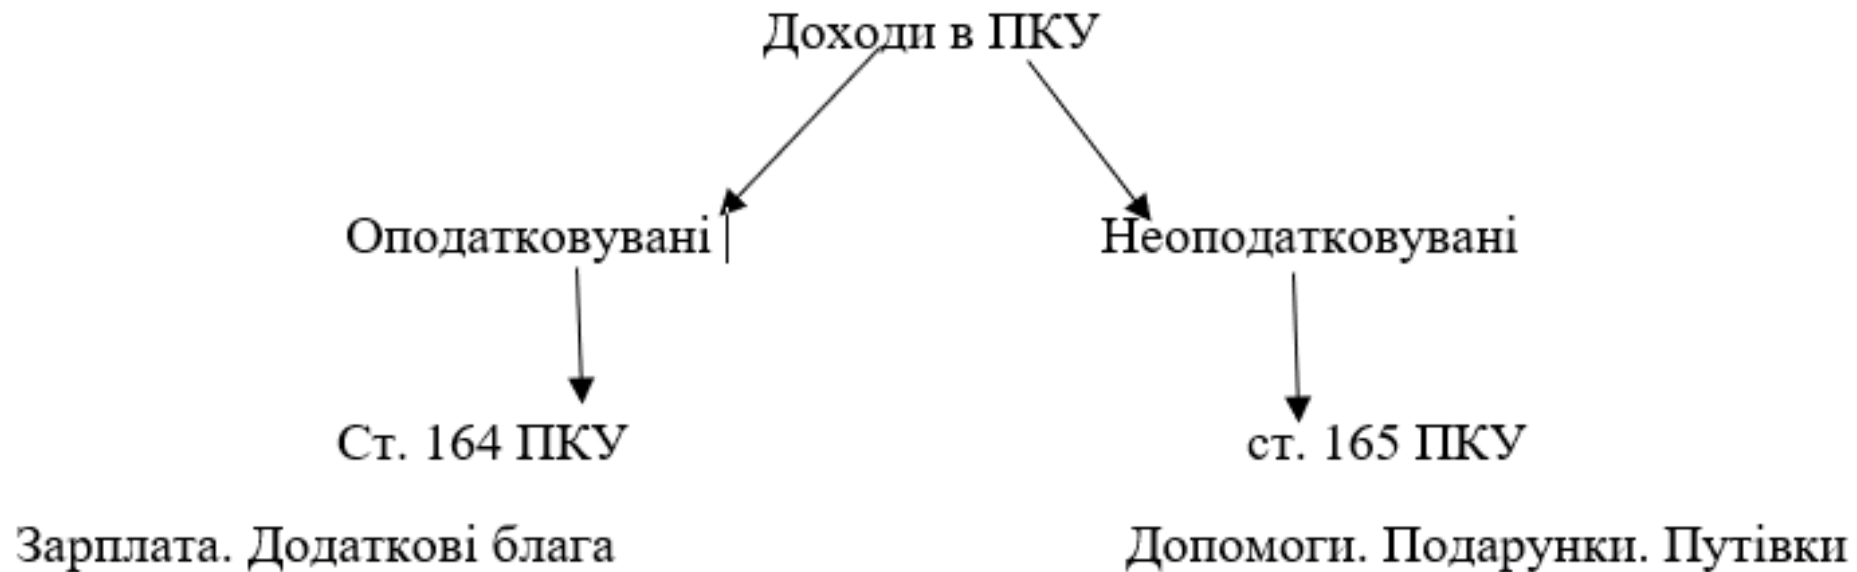 Доходи в ПКУ
Оподатковувані Неоподатковувані
Ст. 164 ПКУ ст. 165 ПКУ
Зарплата. Додаткові блага Допомоги. Подарунки. Путівки